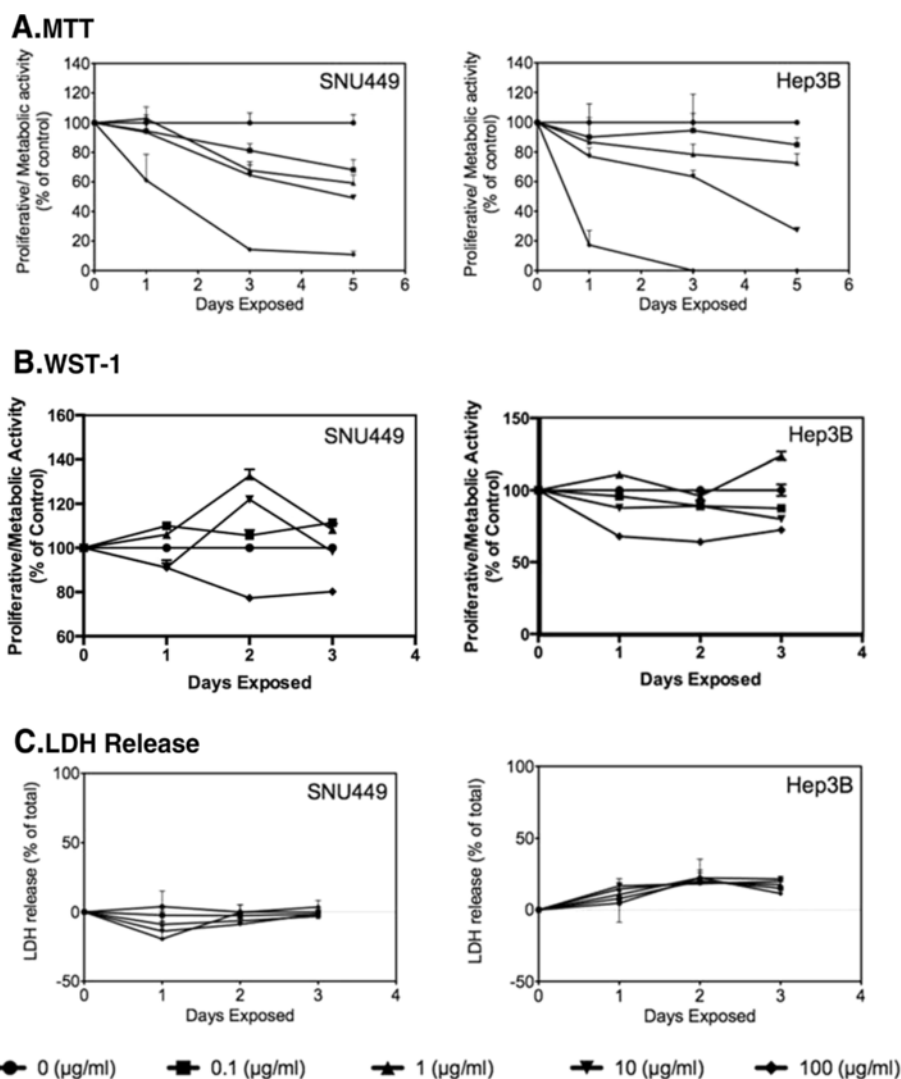 A.MTT
Proliferative/ Metabolic activity
(% of control)
140
120
100
80
60
40
20
0
SNU449
0 1 2 3 4 5 6
Days Exposed
Proliferative/ Metabolic activity
(% of control)
140
120
100
80
60
40
20
0
Hep3B
0 1 2 3 4 5 6
Days Exposed
B.WST-1
Proliferative/Metabolic Activity
(% of Control)
160
140
120
100
80
60
SNU449
0 1 2 3 4
Days Exposed
Proliferative/Metabolic Activity
(% of Control)
150
100
50
0
Hep3B
0 1 2 3 4
Days Exposed
C.LDH Release
LDH release (% of total)
100
50
0
-50
SNU449
0 1 2 3 4
Days Exposed
LDH release (% of total)
100
50
0
-50
Hep3B
0 1 2 3 4
Days Exposed
0 (µg/ml) 0.1 (µg/ml) 1 (µg/ml) 10 (µg/ml) 100 (µg/ml)